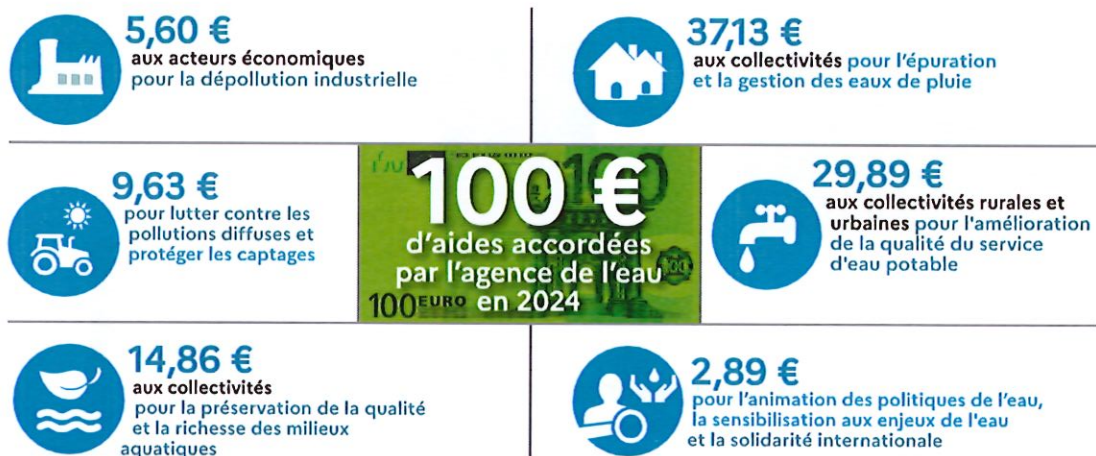 5,60 €
aux acteurs économiques
pour la dépollution industrielle
37,13 €
aux collectivités pour l'épuration
et la gestion des eaux de pluie
9,63 €
pour lutter contre les
pollutions diffuses et
protéger les captages
100 €
d'aides accordées
par l'agence de l'eau
en 2024
100 EURO
100
29,89 €
aux collectivités rurales et
urbaines pour l'amélioration
de la qualité du service
d'eau potable
14,86 €
aux collectivités
pour la préservation de la qualité
et la richesse des milieux
aquatiques
2,89 €
pour l'animation des politiques de l'eau,
la sensibilisation aux enjeux de l'eau
et la solidarité internationale